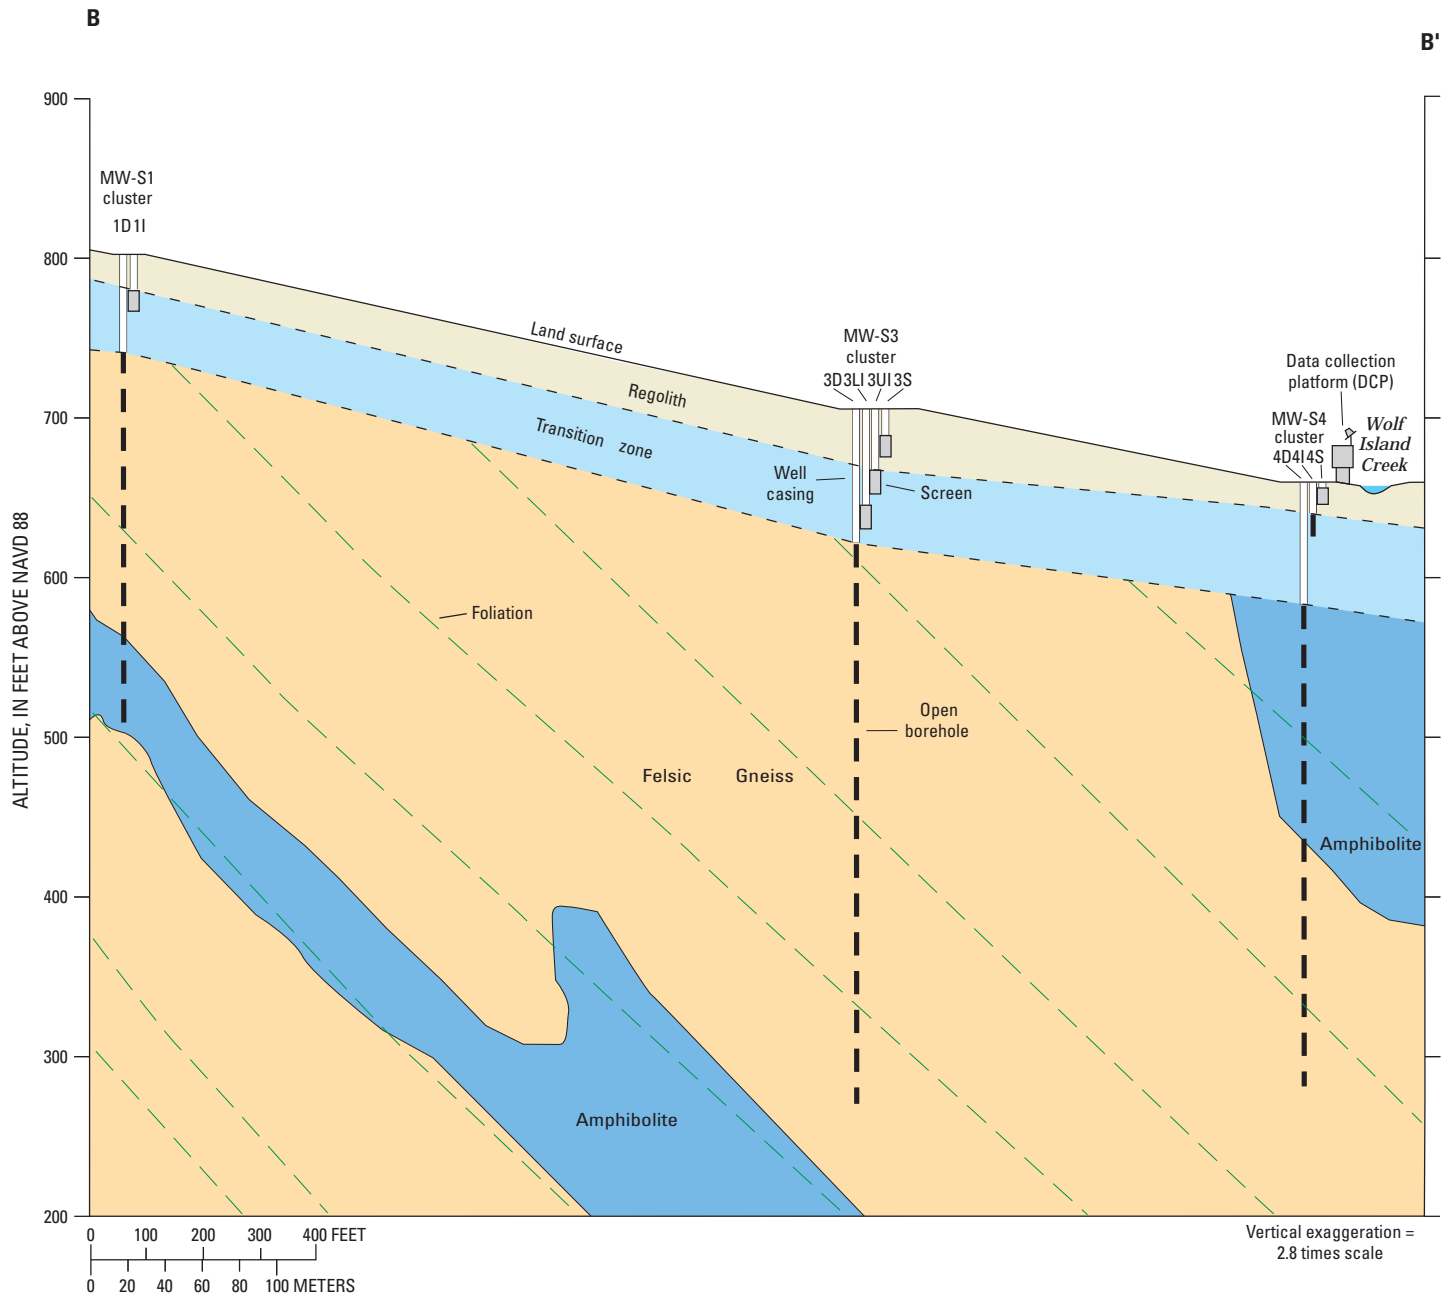 B
B'
900
800
700
600
500
400
300
200
ALTITUDE, IN FEET ABOVE NAVD 88
MW-S1
cluster
1D 1I
Land surface
Regolith
Transition zone
MW-S3
cluster
3D 3LI 3UI 3S
Well
casing
Screen
Data collection
platform (DCP)
MW-S4
cluster
4D 4I 4S
Wolf
Island
Creek
Foliation
Open
borehole
Felsic Gneiss
Amphibolite
Amphibolite
0 100 200 300 400 FEET
0 20 40 60 80 100 METERS
Vertical exaggeration =
2.8 times scale